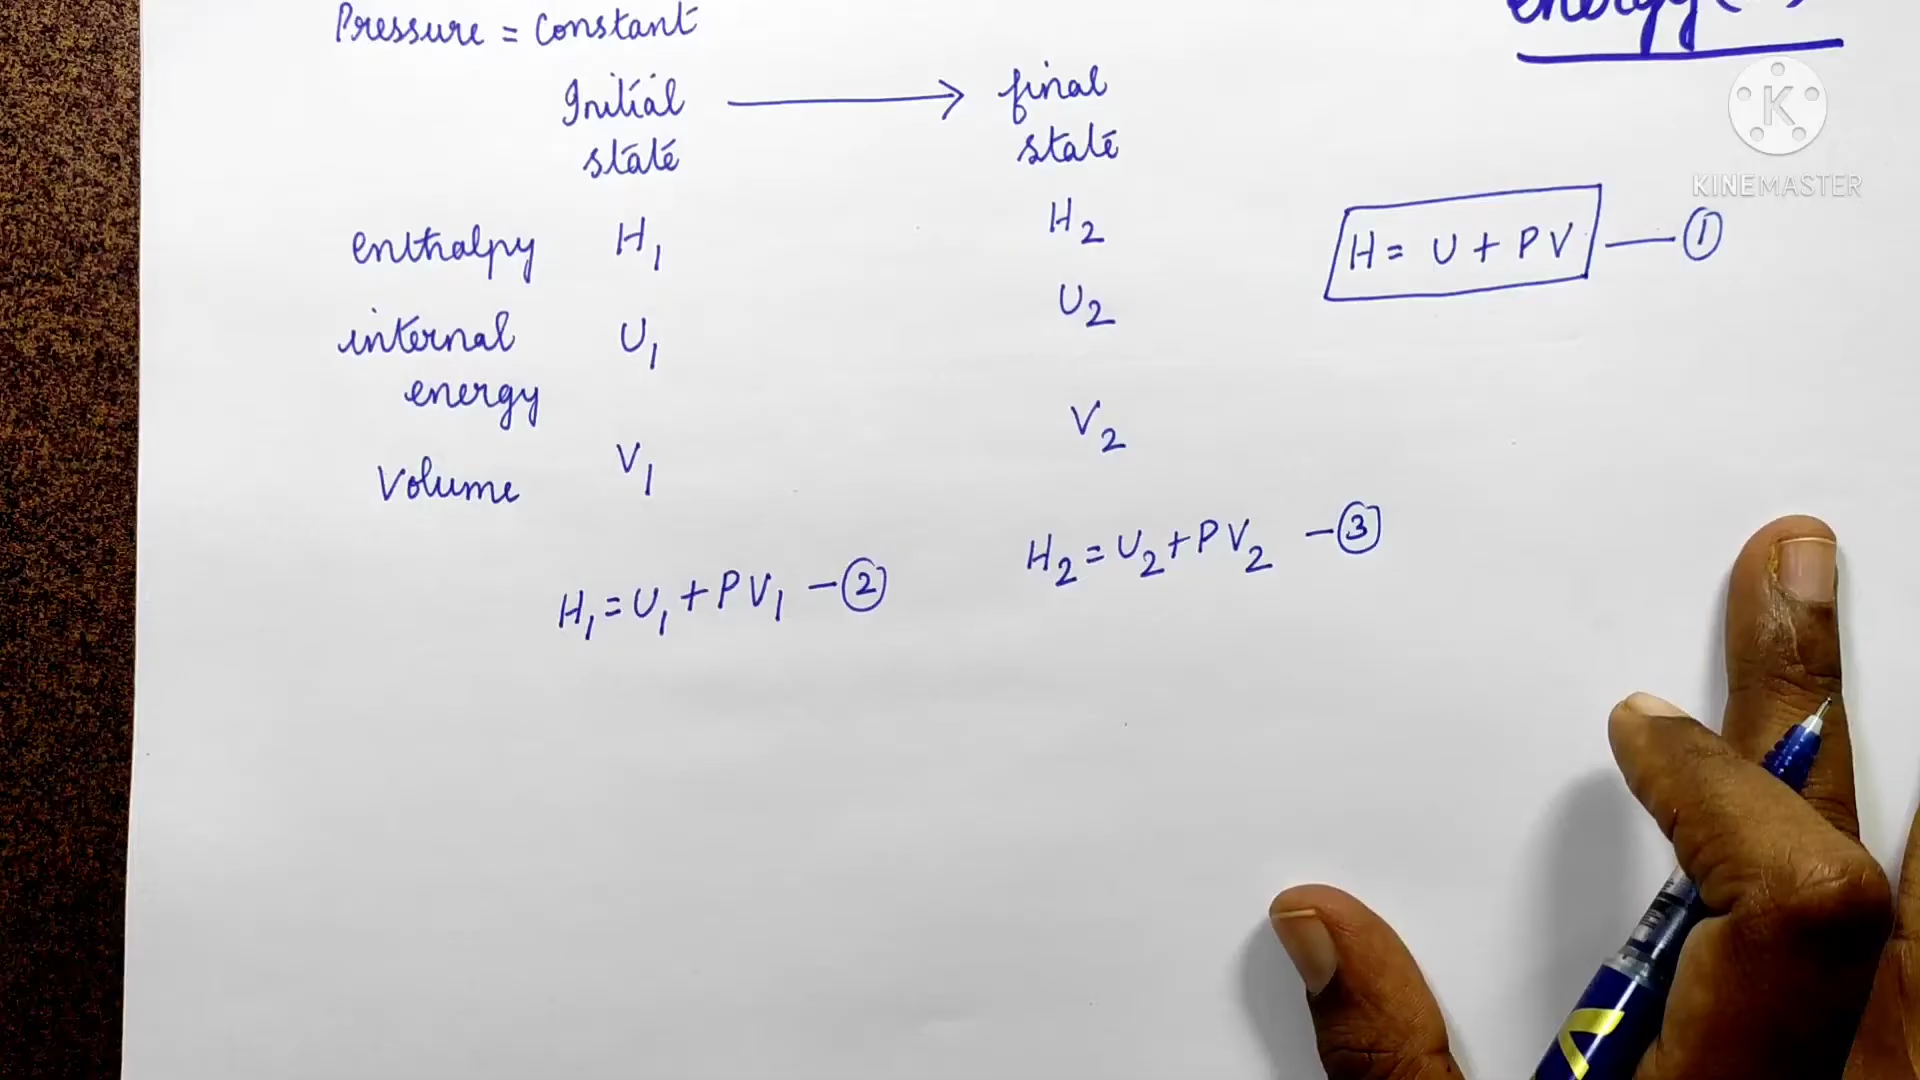 Pressure = Constant
energy (
Initial → final
state state
enthalpy H₁ H₂
H = U + PV — ①
internal energy U₁ U₂
Volume V₁ V₂
H₁ = U₁ + PV₁ – ②
H₂ = U₂ + PV₂ – ③
K
KINEMASTER